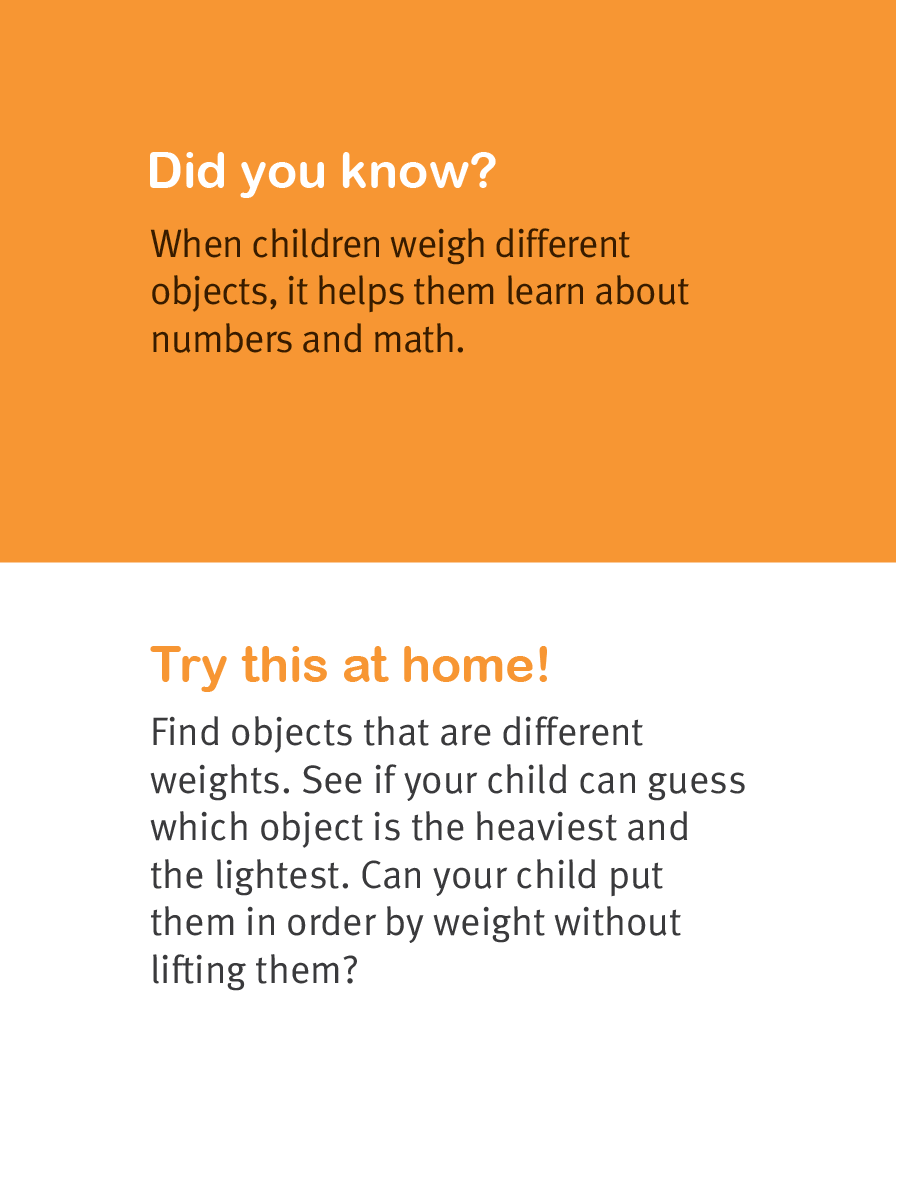 Did you know?
When children weigh different
objects, it helps them learn about
numbers and math.
Try this at home!
Find objects that are different
weights. See if your child can guess
which object is the heaviest and
the lightest. Can your child put
them in order by weight without
lifting them?